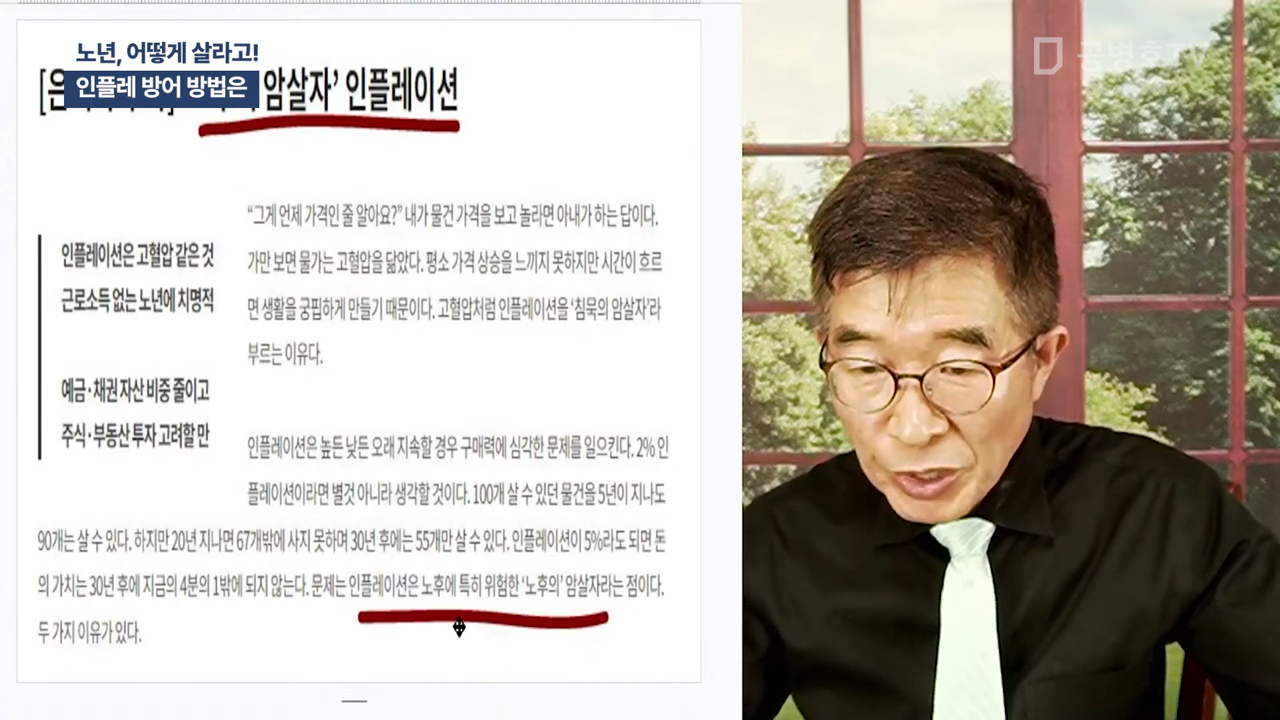 노년, 어떻게 살라고!
인플레 방어 방법은
[은 암살자’ 인플레이션
공병호TV
인플레이션은 고혈압 같은 것
근로소득 없는 노년에 치명적
예금·채권 자산 비중 줄이고
주식·부동산 투자 고려할 만
“그게 언제 가격인 줄 알아요?” 내가 물건 가격을 보고 놀라면 아내가 하는 답이다.
가만 보면 물가는 고혈압을 닮았다. 평소 가격 상승을 느끼지 못하지만 시간이 흐르
면 생활을 궁핍하게 만들기 때문이다. 고혈압처럼 인플레이션을 ‘침묵의 암살자’라
부르는 이유다.
인플레이션은 높든 낮든 오래 지속할 경우 구매력에 심각한 문제를 일으킨다. 2% 인
플레이션이라면 별것 아니라 생각할 것이다. 100개 살 수 있던 물건을 5년이 지나도
90개는 살 수 있다. 하지만 20년 지나면 67개밖에 사지 못하며 30년 후에는 55개만 살 수 있다. 인플레이션이 5%라도 되면 돈
의 가치는 30년 후에 지금의 4분의 1밖에 되지 않는다. 문제는 인플레이션은 노후에 특히 위험한 ‘노후의’ 암살자라는 점이다.
두 가지 이유가 있다.